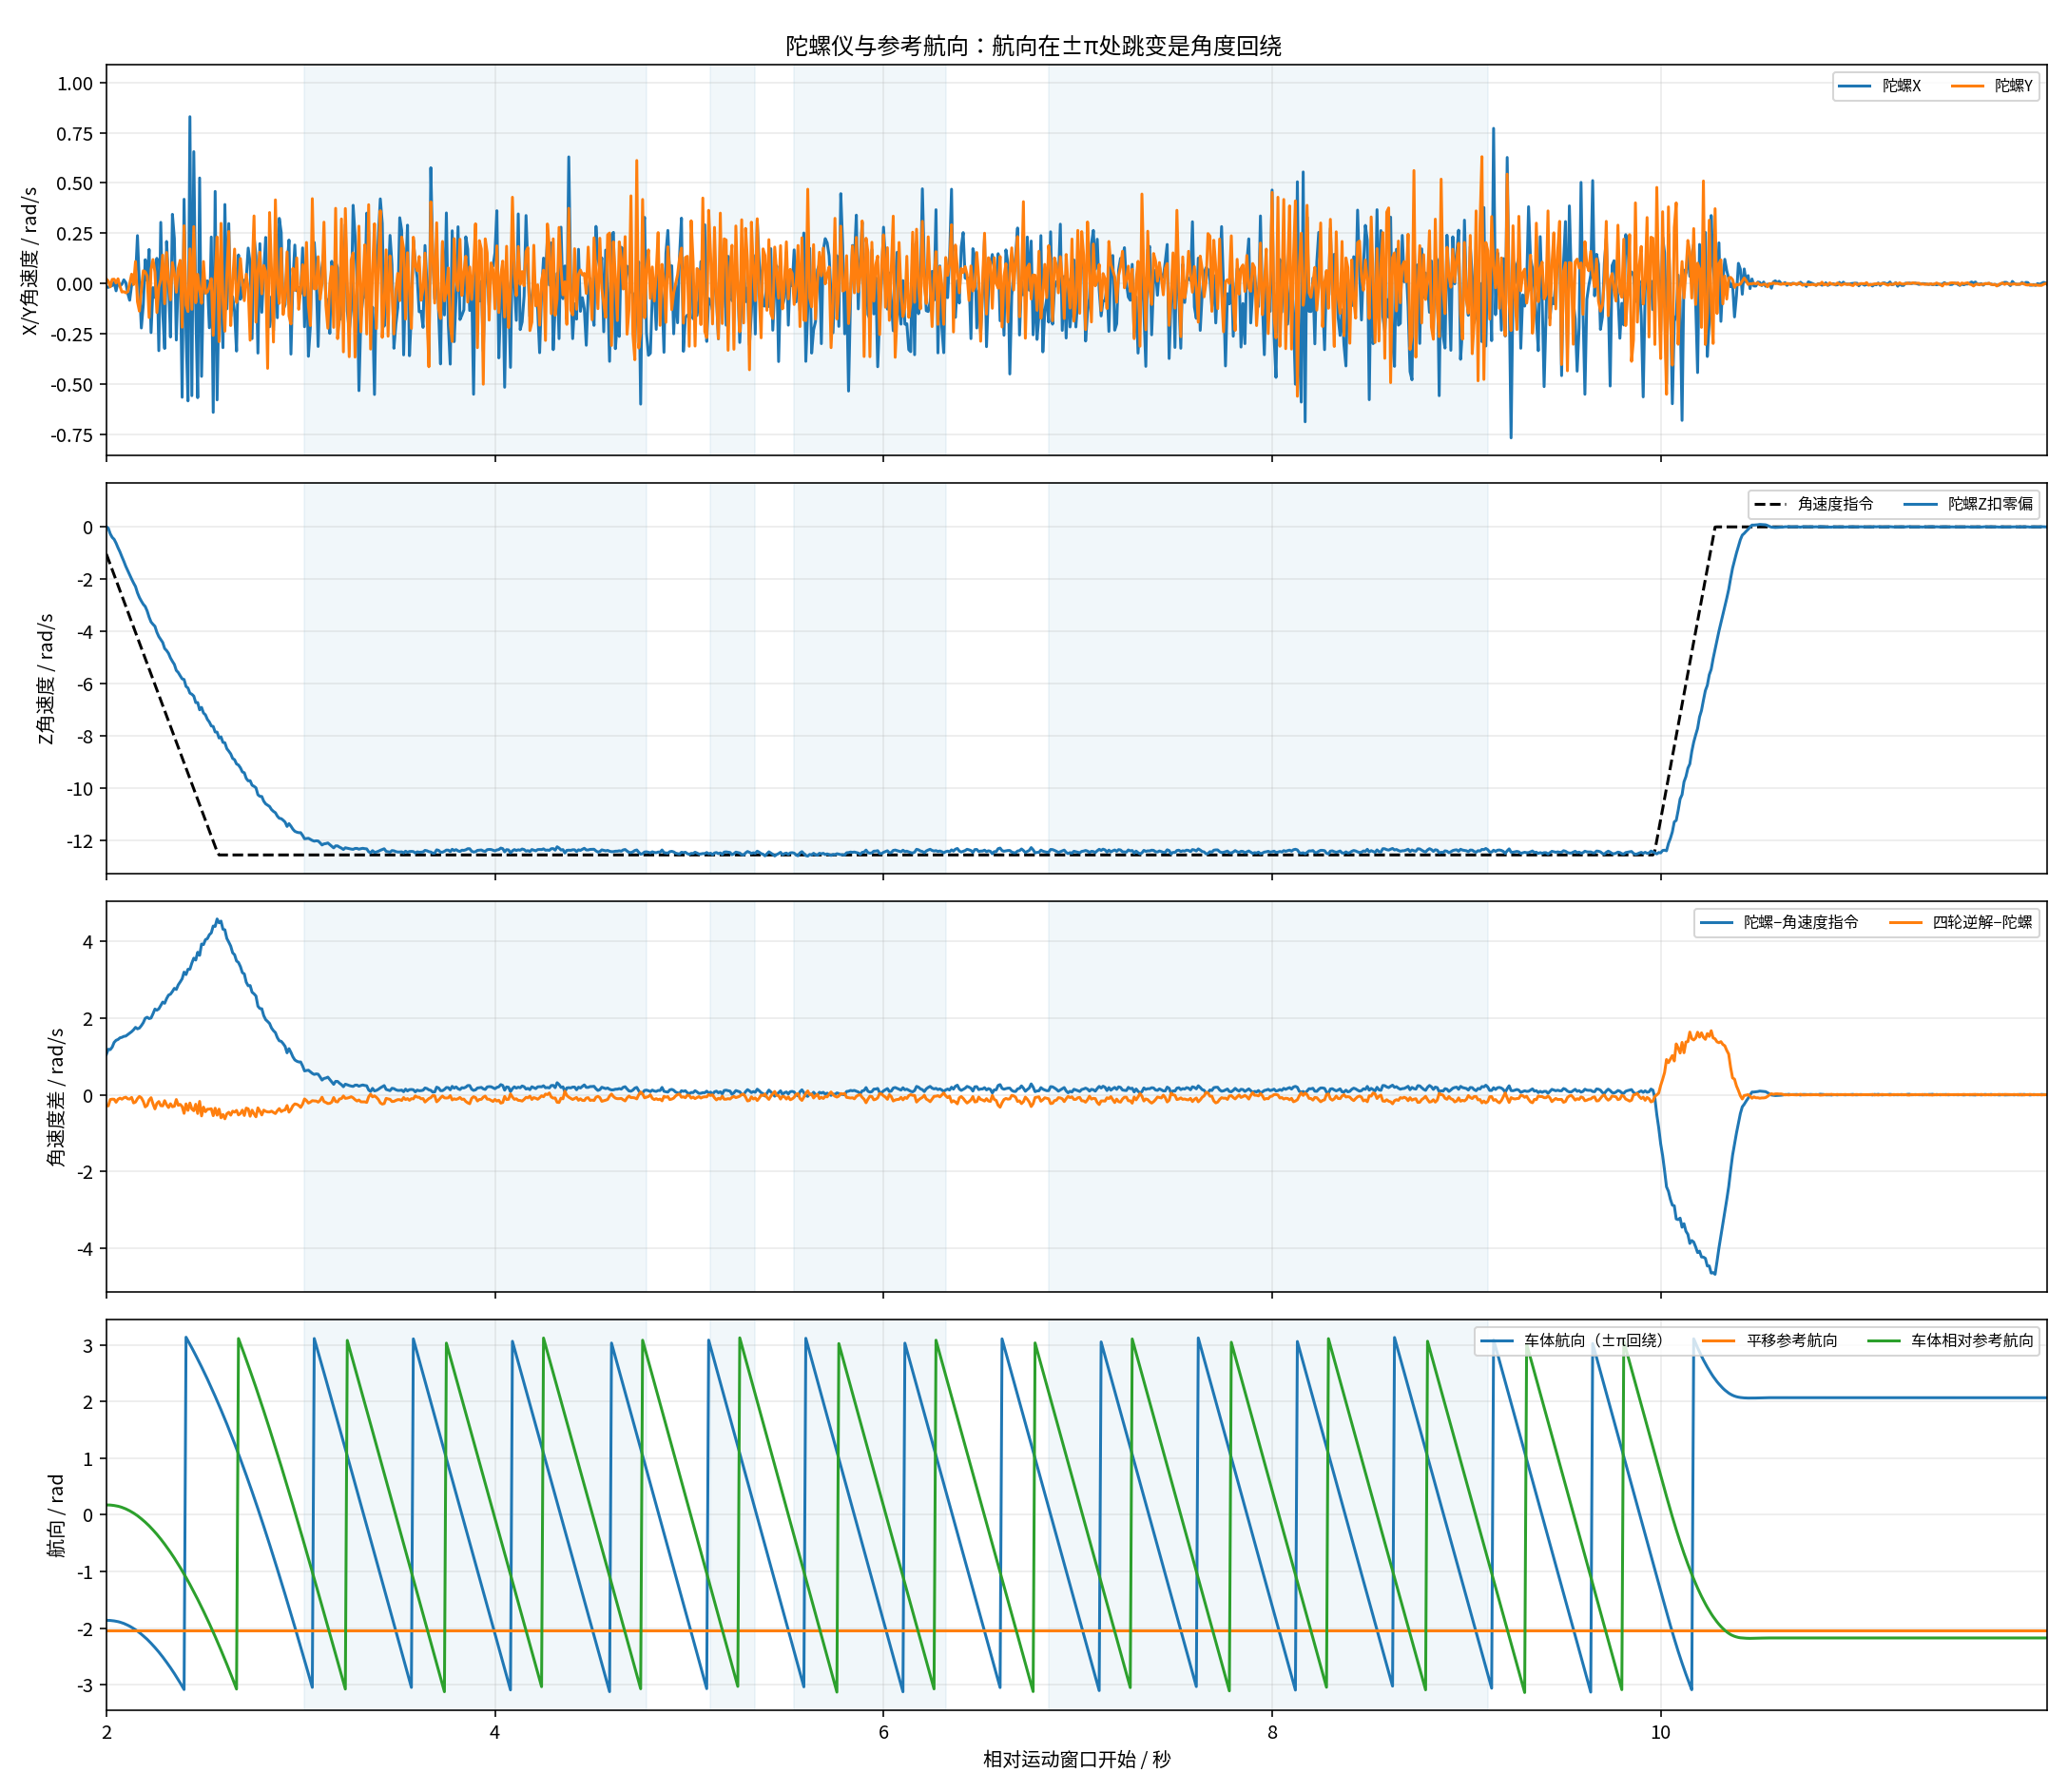 陀螺仪与参考航向：航向在±π处跳变是角度回绕
陀螺X 陀螺Y
X/Y角速度 / rad/s
1.00
0.75
0.50
0.25
0.00
-0.25
-0.50
-0.75
角速度指令 陀螺Z扣零偏
Z角速度 / rad/s
0
-2
-4
-6
-8
-10
-12
陀螺−角速度指令 四轮逆解−陀螺
角速度差 / rad/s
4
2
0
-2
-4
车体航向（±π回绕） 平移参考航向 车体相对参考航向
航向 / rad
3
2
1
0
-1
-2
-3
2 4 6 8 10
相对运动窗口开始 / 秒